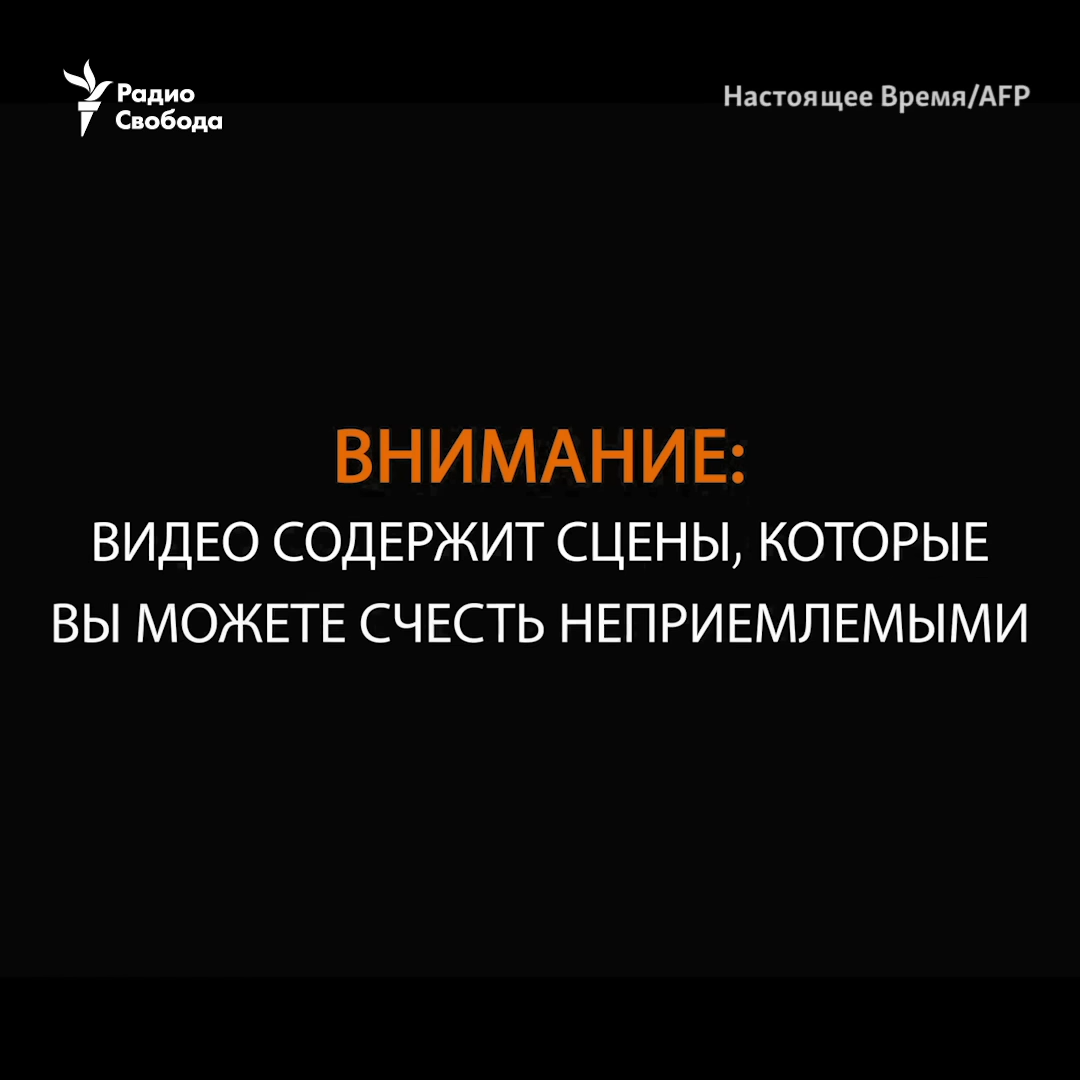 Радио
Свобода
Настоящее Время/AFP
ВНИМАНИЕ:
ВИДЕО СОДЕРЖИТ СЦЕНЫ, КОТОРЫЕ
ВЫ МОЖЕТЕ СЧЕСТЬ НЕПРИЕМЛЕМЫМИ